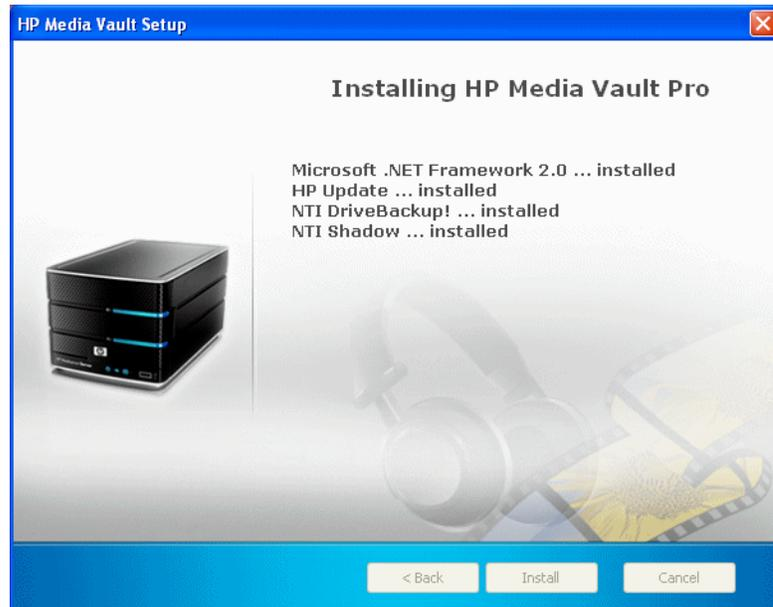 HP Media Vault Setup
Installing HP Media Vault Pro
Microsoft .NET Framework 2.0 ... installed
HP Update ... installed
NTI DriveBackup! ... installed
NTI Shadow ... installed
hp
< Back
Install
Cancel